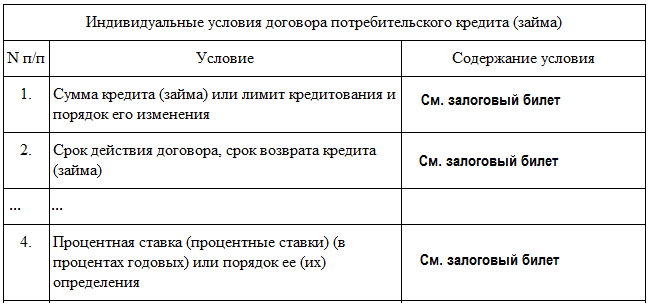 Индивидуальные условия договора потребительского кредита (займа)
N п/п Условие Содержание условия
1. Сумма кредита (займа) или лимит кредитования и
порядок его изменения
См. залоговый билет
2. Срок действия договора, срок возврата кредита
(займа)
См. залоговый билет
... ...
4. Процентная ставка (процентные ставки) (в
процентах годовых) или порядок ее (их)
определения
См. залоговый билет